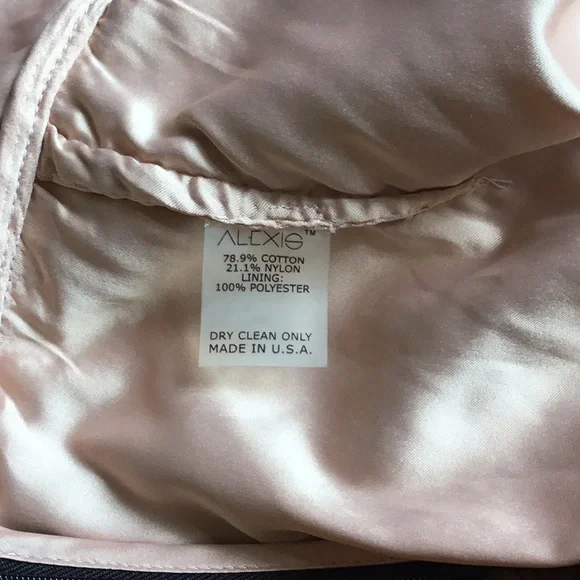 ALEXIS™
78.9% COTTON
21.1% NYLON
LINING:
100% POLYESTER
DRY CLEAN ONLY
MADE IN U.S.A.